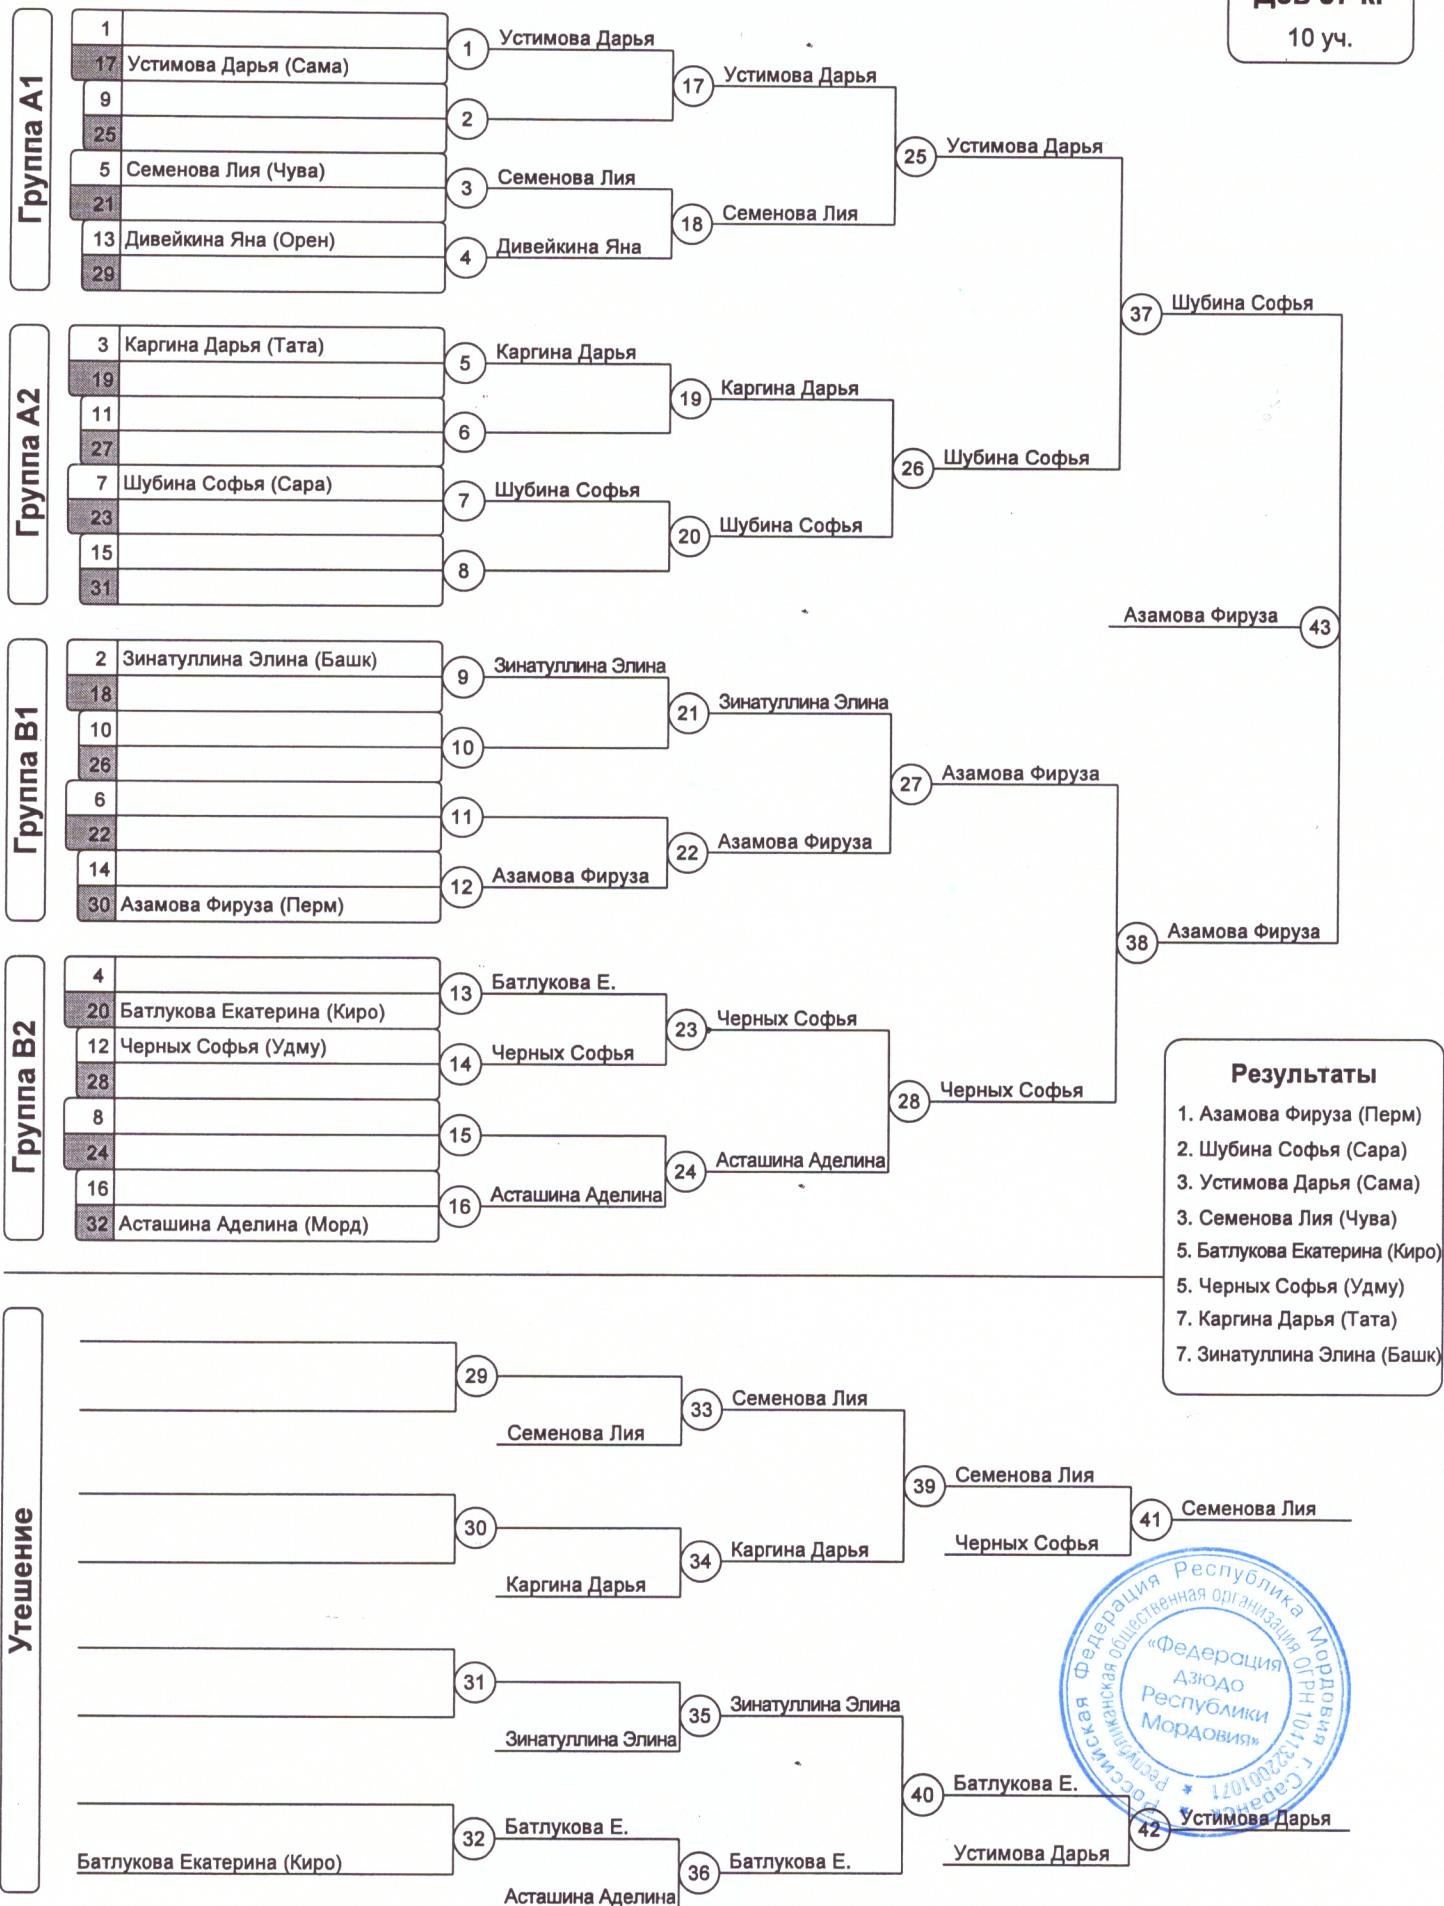 10 уч.
Группа A1
1
17 Устимова Дарья (Сама)
9
25
5 Семенова Лия (Чува)
21
13 Дивейкина Яна (Орен)
29
1 Устимова Дарья
2
3 Семенова Лия
4 Дивейкина Яна
17 Устимова Дарья
18 Семенова Лия
25 Устимова Дарья
Группа A2
3 Каргина Дарья (Тата)
19
11
27
7 Шубина Софья (Сара)
23
15
31
5 Каргина Дарья
6
7 Шубина Софья
8
19 Каргина Дарья
20 Шубина Софья
26 Шубина Софья
37 Шубина Софья
Азамова Фируза 43
Группа B1
2 Зинатуллина Элина (Башк)
18
10
26
6
22
14
30 Азамова Фируза (Перм)
9 Зинатуллина Элина
10
11
12 Азамова Фируза
21 Зинатуллина Элина
22 Азамова Фируза
27 Азамова Фируза
38 Азамова Фируза
Группа B2
4
20 Батлукова Екатерина (Киро)
12 Черных Софья (Удму)
28
8
24
16
32 Асташина Аделина (Морд)
13 Батлукова Е.
14 Черных Софья
15
16 Асташина Аделина
23 Черных Софья
24 Асташина Аделина
28 Черных Софья
Результаты
1. Азамова Фируза (Перм)
2. Шубина Софья (Сара)
3. Устимова Дарья (Сама)
3. Семенова Лия (Чува)
5. Батлукова Екатерина (Киро)
5. Черных Софья (Удму)
7. Каргина Дарья (Тата)
7. Зинатуллина Элина (Башк)
Утешение
29
Семенова Лия
33 Семенова Лия
30
Каргина Дарья
34 Каргина Дарья
39 Семенова Лия
Черных Софья
41 Семенова Лия
31
Зинатуллина Элина
35 Зинатуллина Элина
Батлукова Екатерина (Киро)
32 Батлукова Е.
Асташина Аделина
36 Батлукова Е.
40 Батлукова Е.
Устимова Дарья
42 Устимова Дарья
Российская Федерация Республика Мордовия г.Саранск
Республиканская общественная организация ОГРН 1041322001071
«Федерация
дзюдо
Республики
Мордовия»